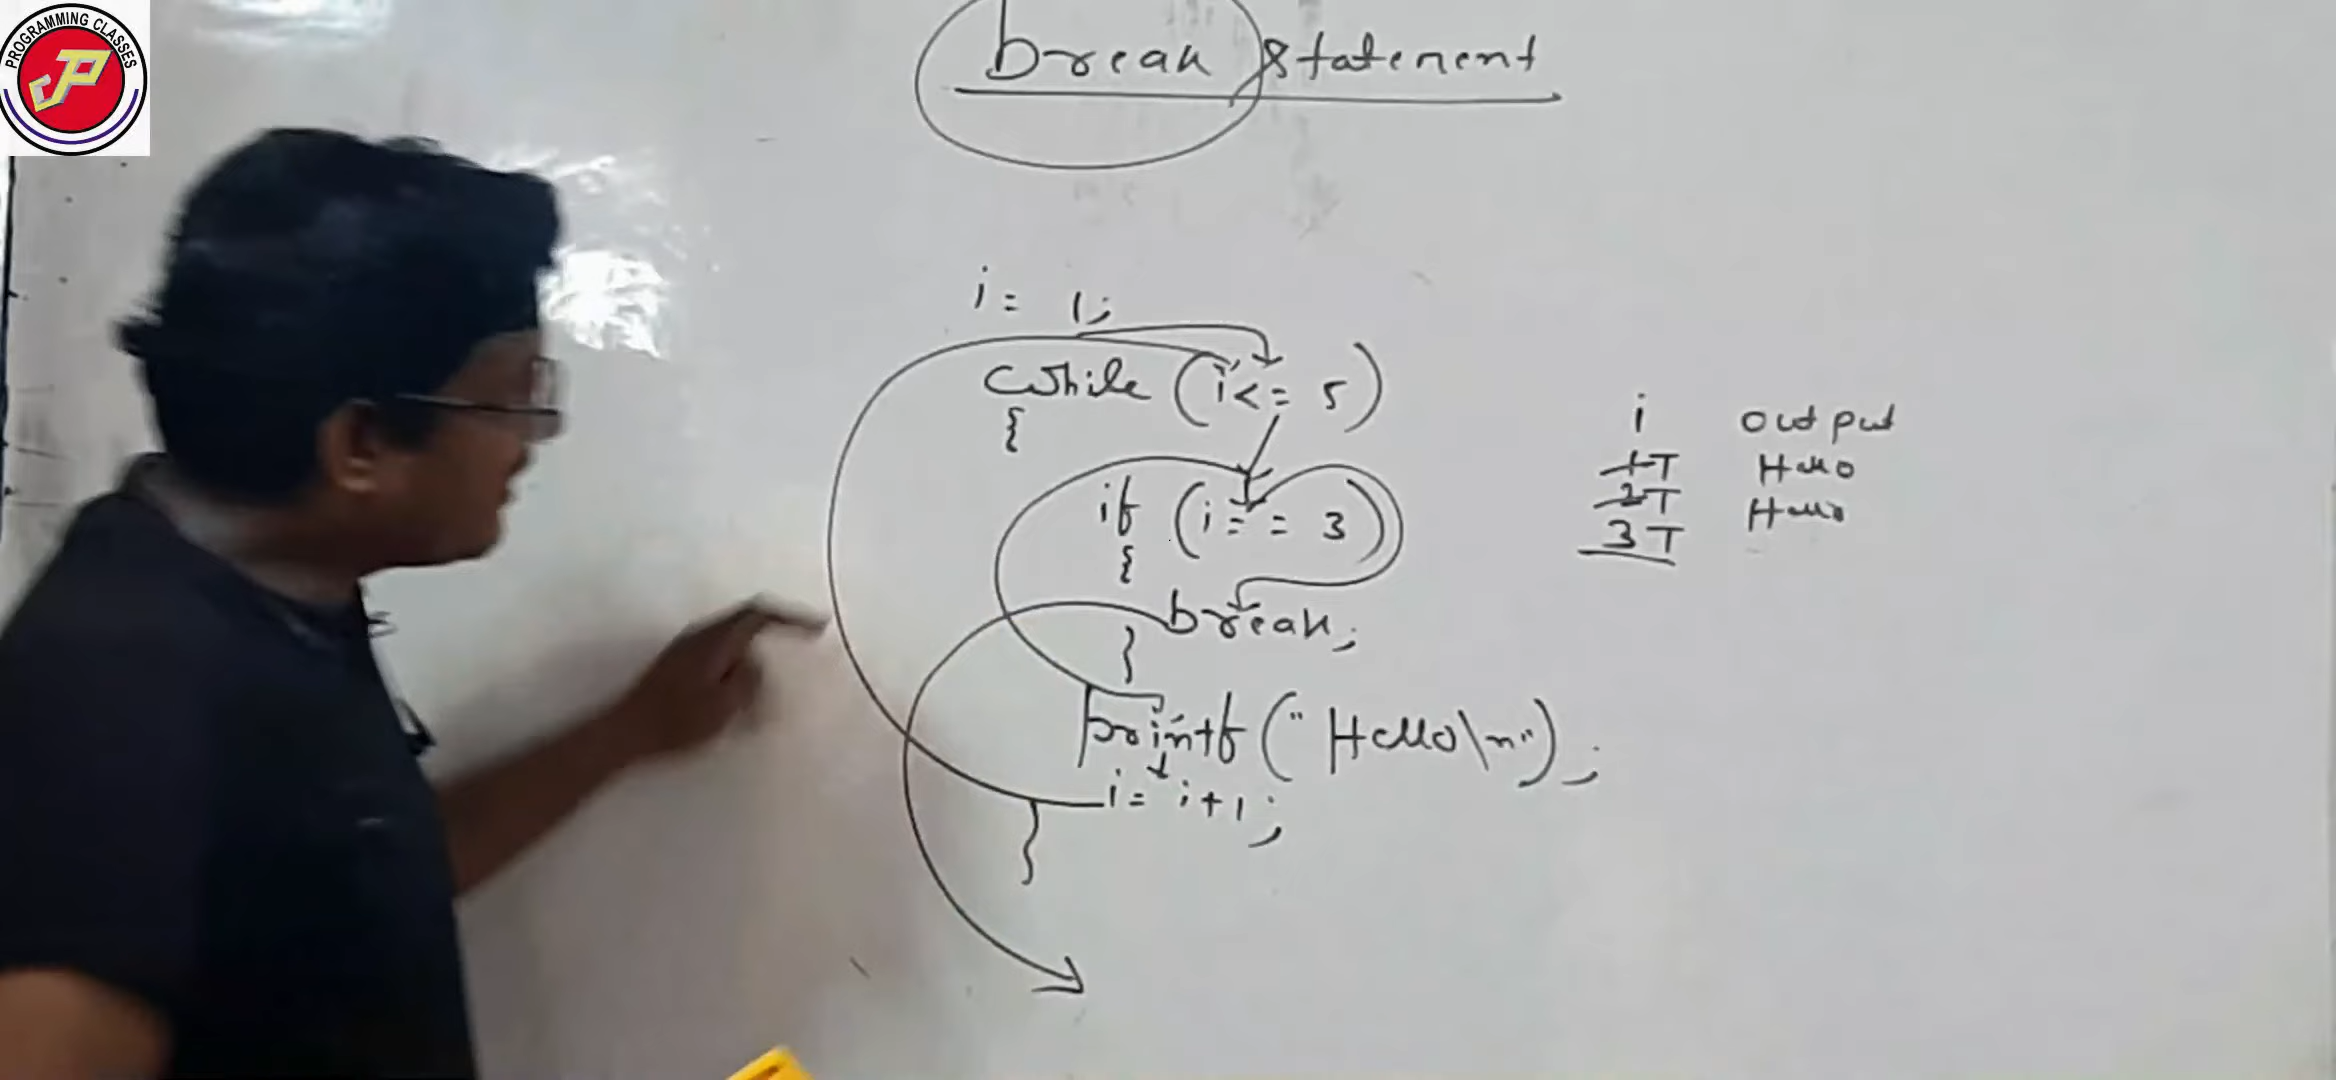 PROGRAMMING CLASSES
JP
break statement
i = 1;
while (i <= 5)
{
if (i = = 3)
{
break;
}
printf ("Hello\n");
i = i+1;
}
i output
1T Hello
2T Hello
3T